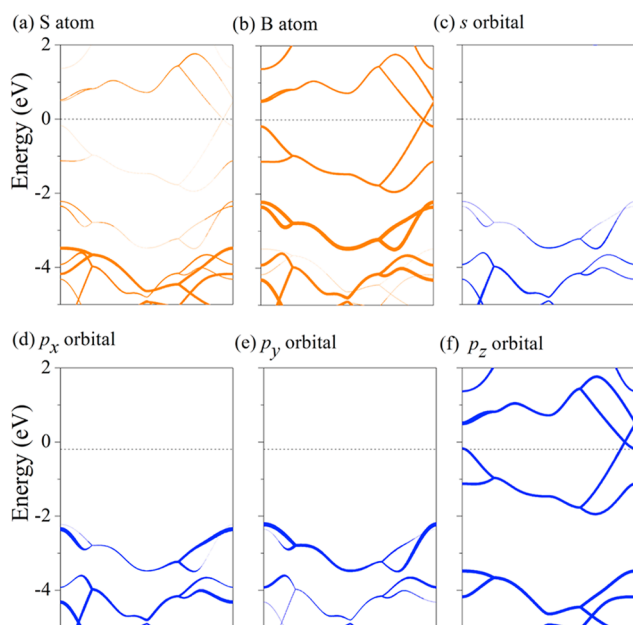 (a) S atom
(b) B atom
(c) s orbital
2
0
-2
-4
Energy (eV)
(d) px orbital
(e) py orbital
(f) pz orbital
2
0
-2
-4
Energy (eV)